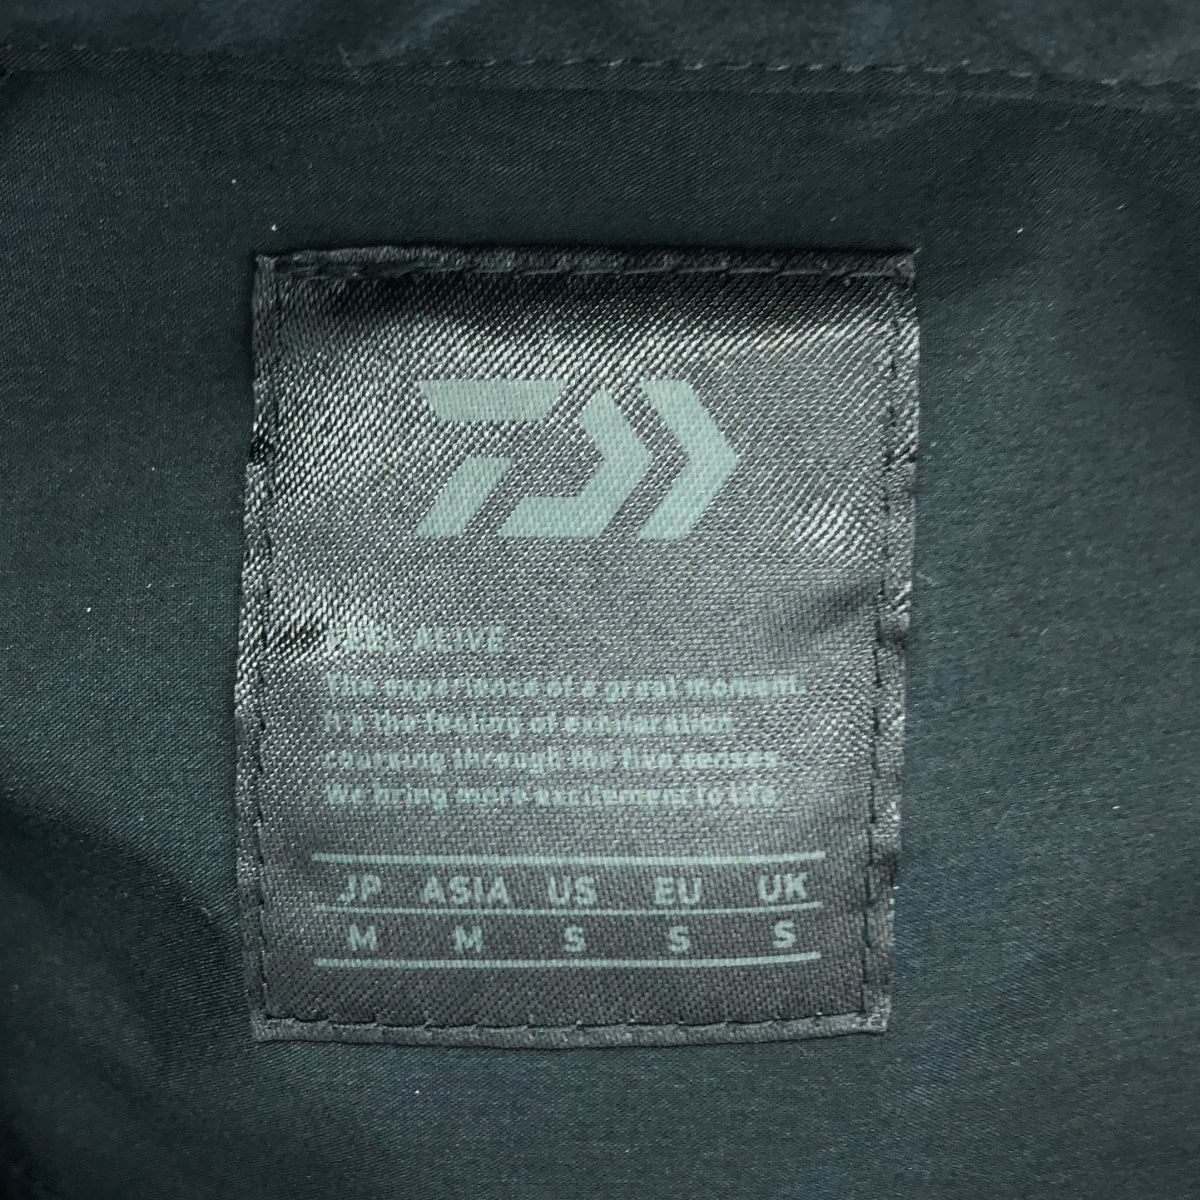 FEEL ALIVE
The experience of a great moment.
It's the feeling of exhilaration
coursing through the five senses.
We bring more excitement to life.
JP ASIA US EU UK
M M S S S